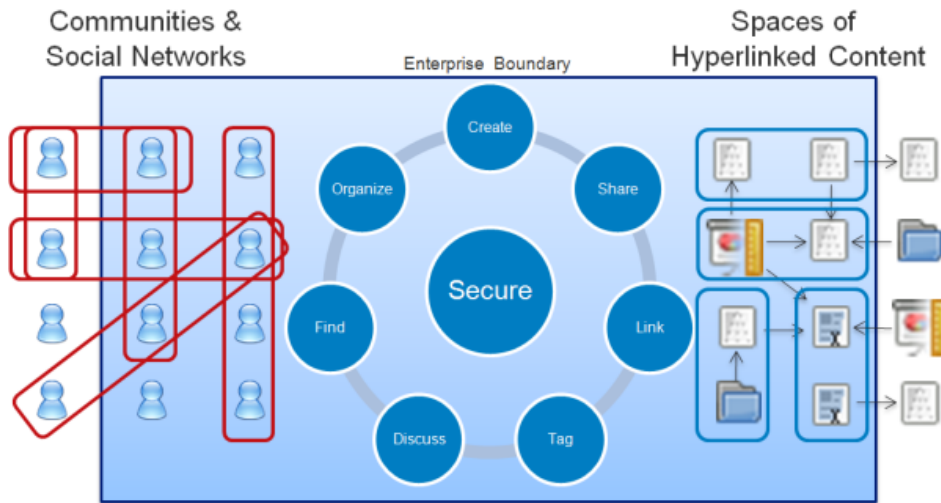 Communities &
Social Networks
Enterprise Boundary
Spaces of
Hyperlinked Content
Create
Organize
Share
Secure
Find
Link
Discuss
Tag